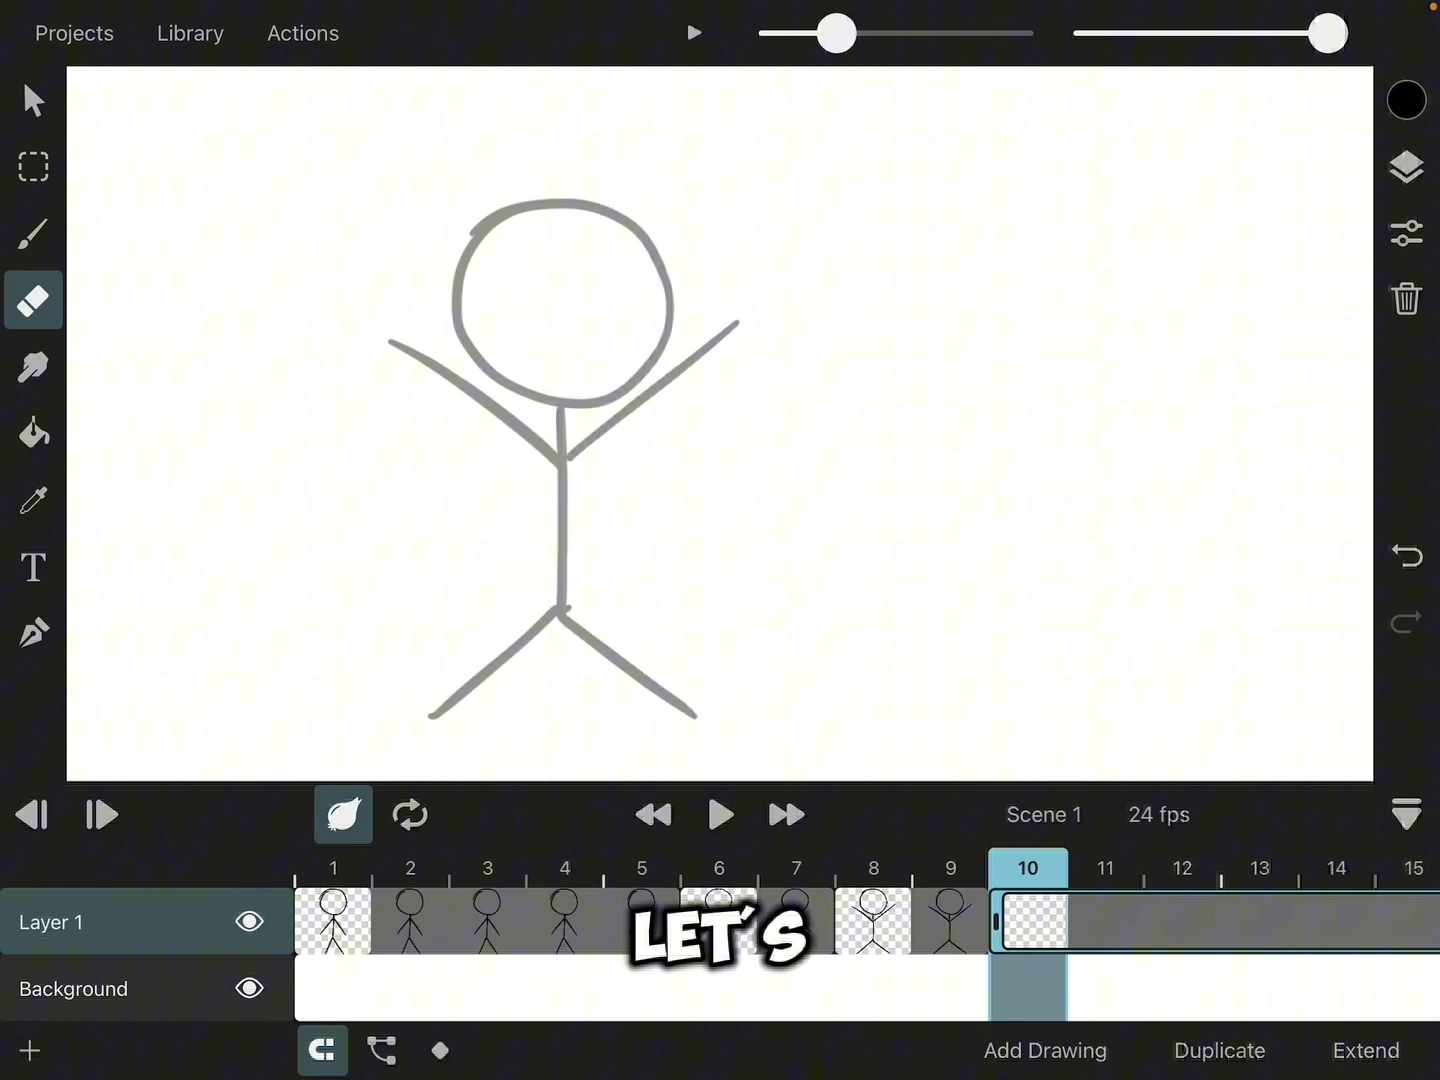 Projects Library Actions
T
Scene 1 24 fps
1 2 3 4 5 6 7 8 9 10 11 12 13 14 15
Layer 1
LET'S
Background
Add Drawing Duplicate Extend